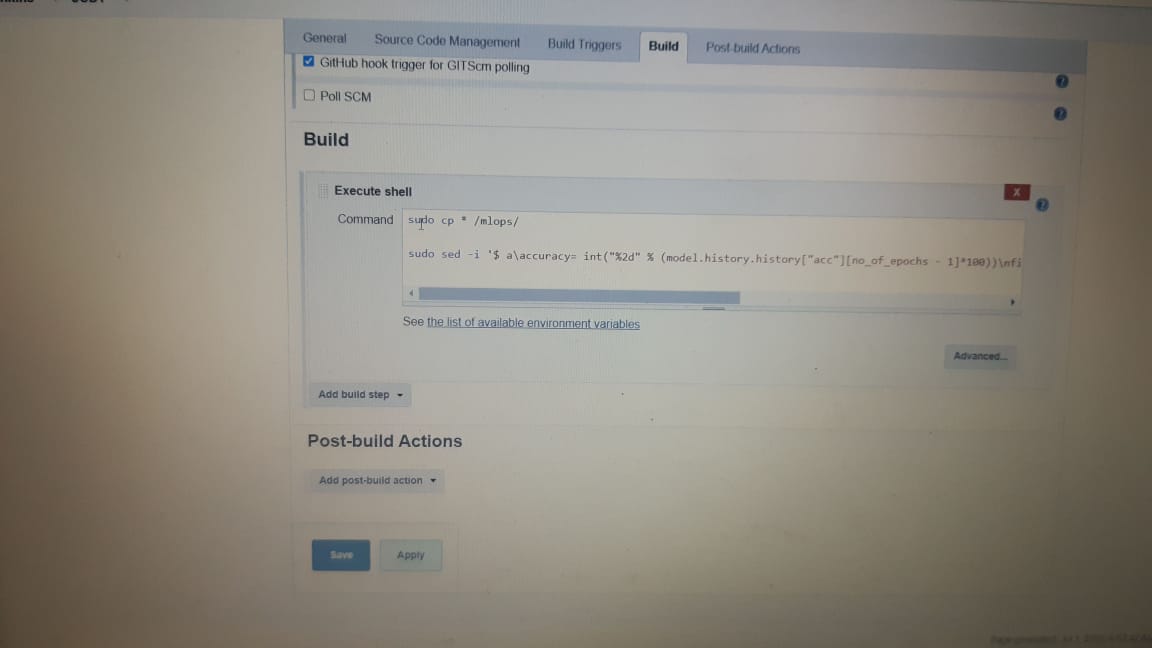 General Source Code Management Build Triggers Build Post-build Actions
GitHub hook trigger for GITScm polling
Poll SCM
Build
Execute shell
X
Command
sudo cp * /mlops/
sudo sed -i '$ a\accuracy= int("%2d" % (model.history.history["acc"][no_of_epochs - 1]*100))\nfi
See the list of available environment variables
Advanced...
Add build step
Post-build Actions
Add post-build action
Save Apply